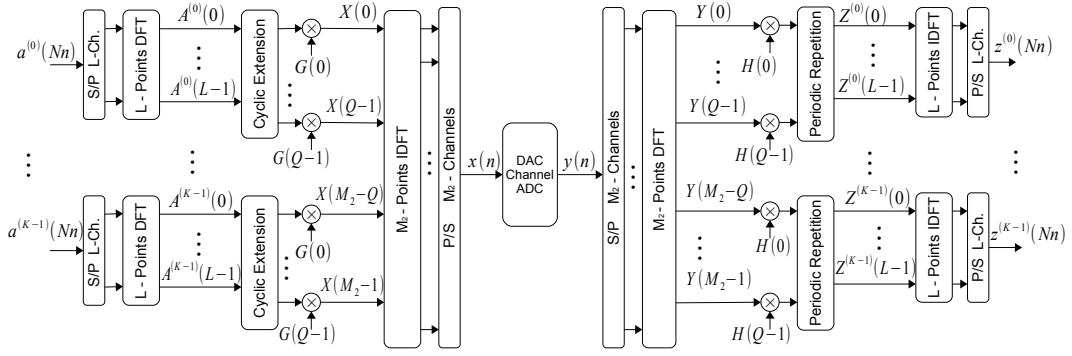 a^{(0)}(Nn)
S/P L-Ch.
L - Points DFT
A^{(0)}(0)
A^{(0)}(L−1)
Cyclic Extension
G(0)
G(Q−1)
X(0)
X(Q−1)
a^{(K−1)}(Nn)
S/P L-Ch.
L - Points DFT
A^{(K−1)}(0)
A^{(K−1)}(L−1)
Cyclic Extension
G(0)
G(Q−1)
X(M₂−Q)
X(M₂−1)
M₂ - Points IDFT
P/S M₂ - Channels
x(n)
DAC
Channel
ADC
y(n)
S/P M₂ - Channels
M₂ - Points DFT
Y(0)
Y(Q−1)
H(0)
H(Q−1)
Periodic Repetition
Z^{(0)}(0)
Z^{(0)}(L−1)
L - Points IDFT
P/S L-Ch.
z^{(0)}(Nn)
Y(M₂−Q)
Y(M₂−1)
H(0)
H(Q−1)
Periodic Repetition
Z^{(K−1)}(0)
Z^{(K−1)}(L−1)
L - Points IDFT
P/S L-Ch.
z^{(K−1)}(Nn)